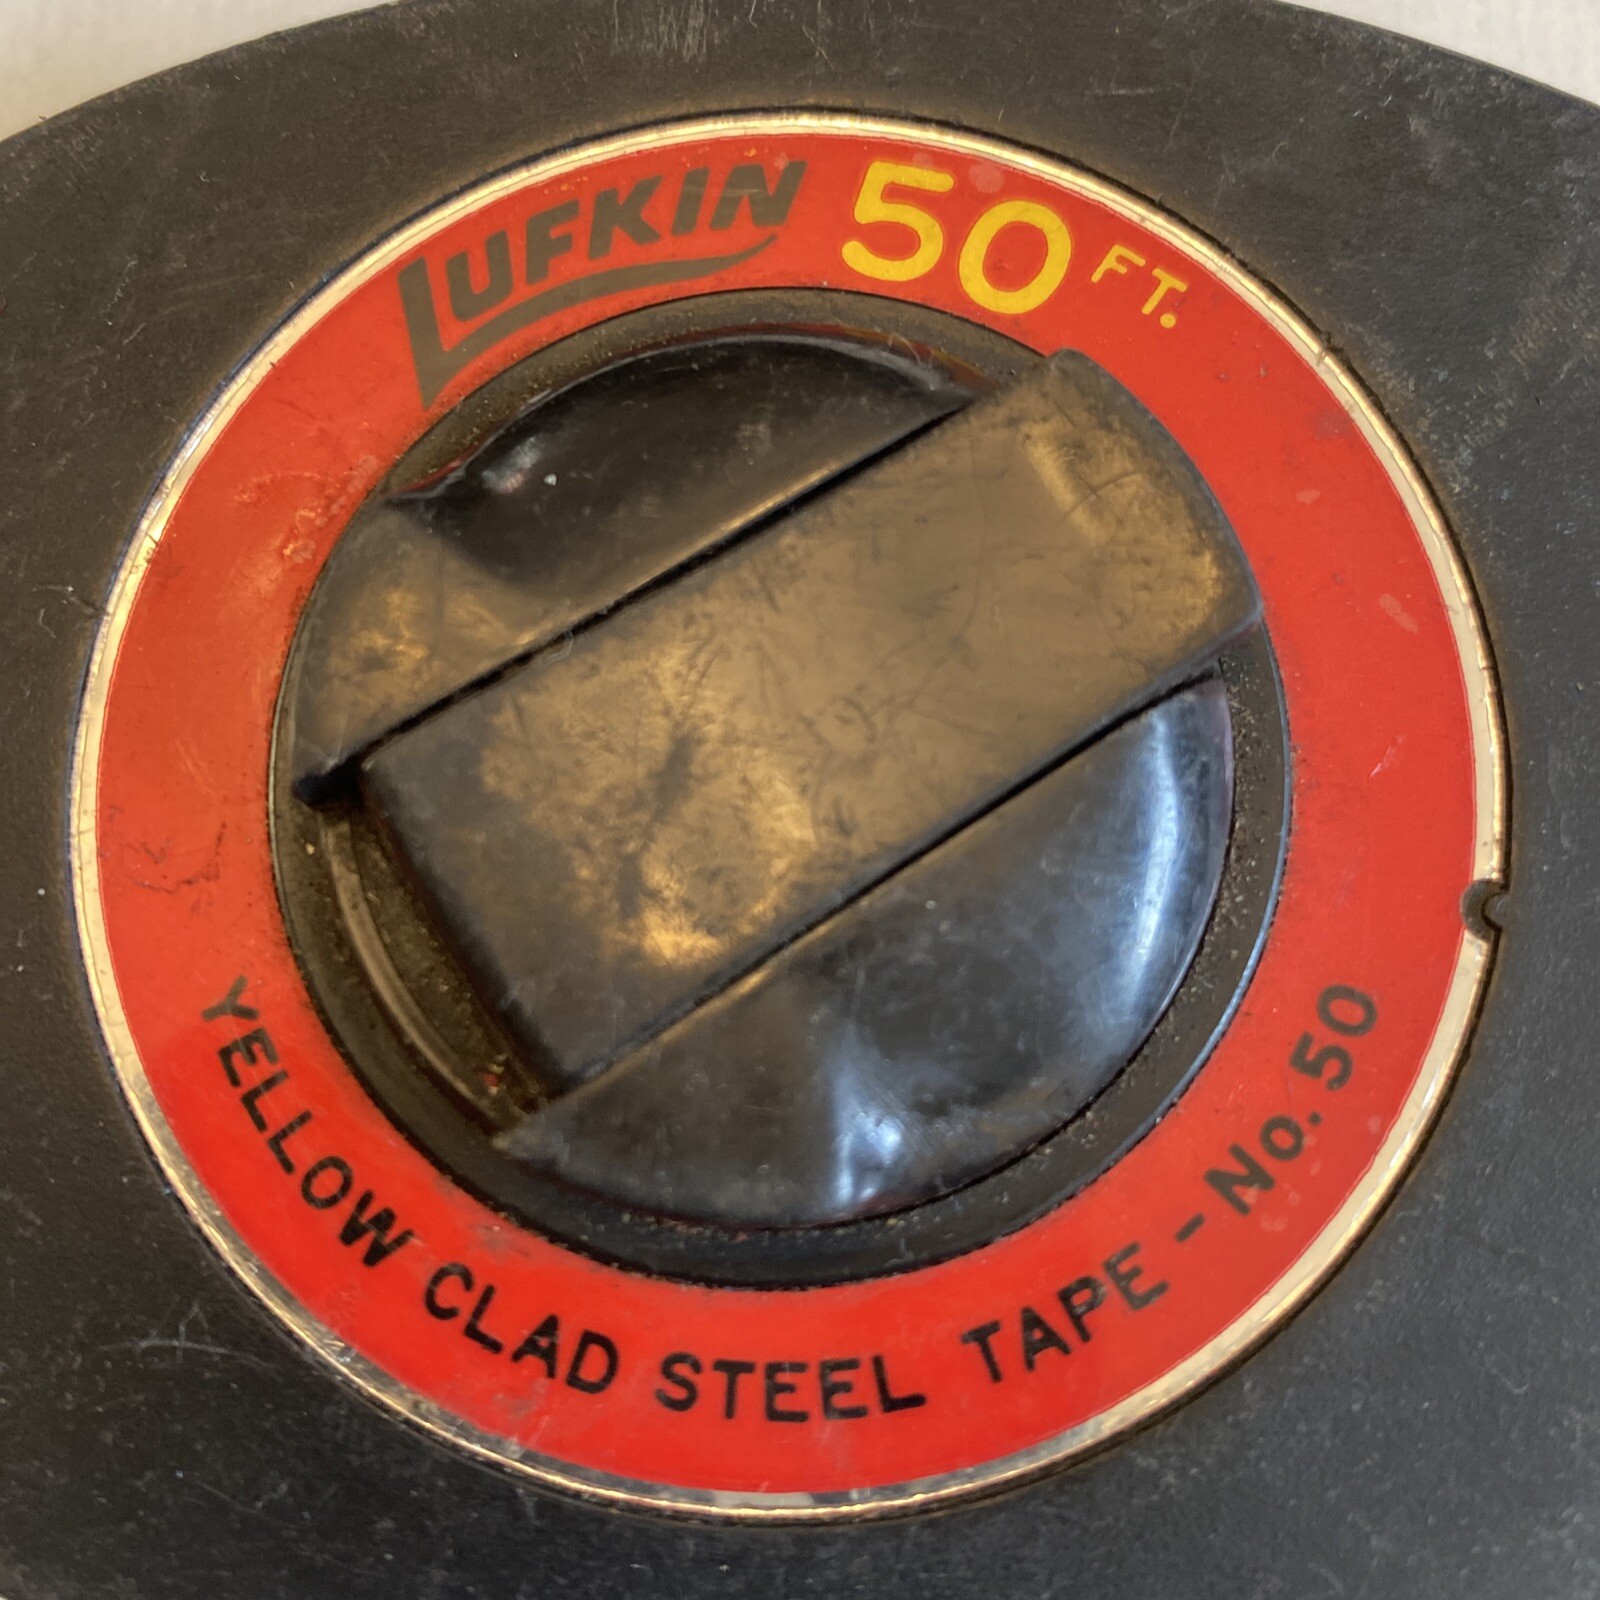 LUFKIN 50 FT.
YELLOW CLAD STEEL TAPE - No. 50